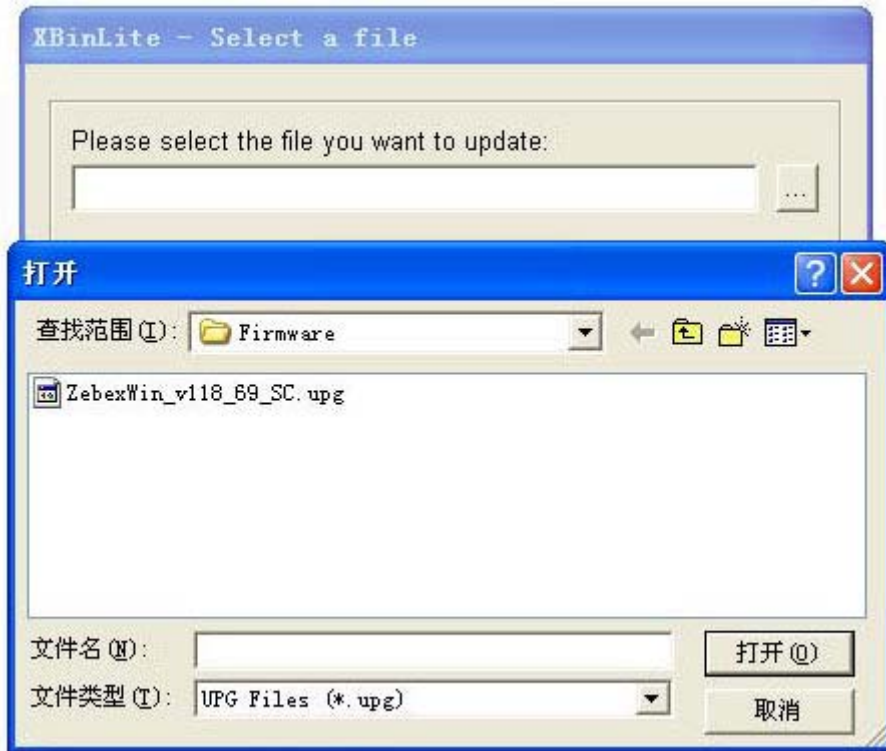 XBinLite - Select a file
Please select the file you want to update:
...
打开
查找范围(I): Firmware
ZebexWin_v118_69_SC.upg
文件名(N):
打开(O)
文件类型(T): UPG Files (*.upg)
取消